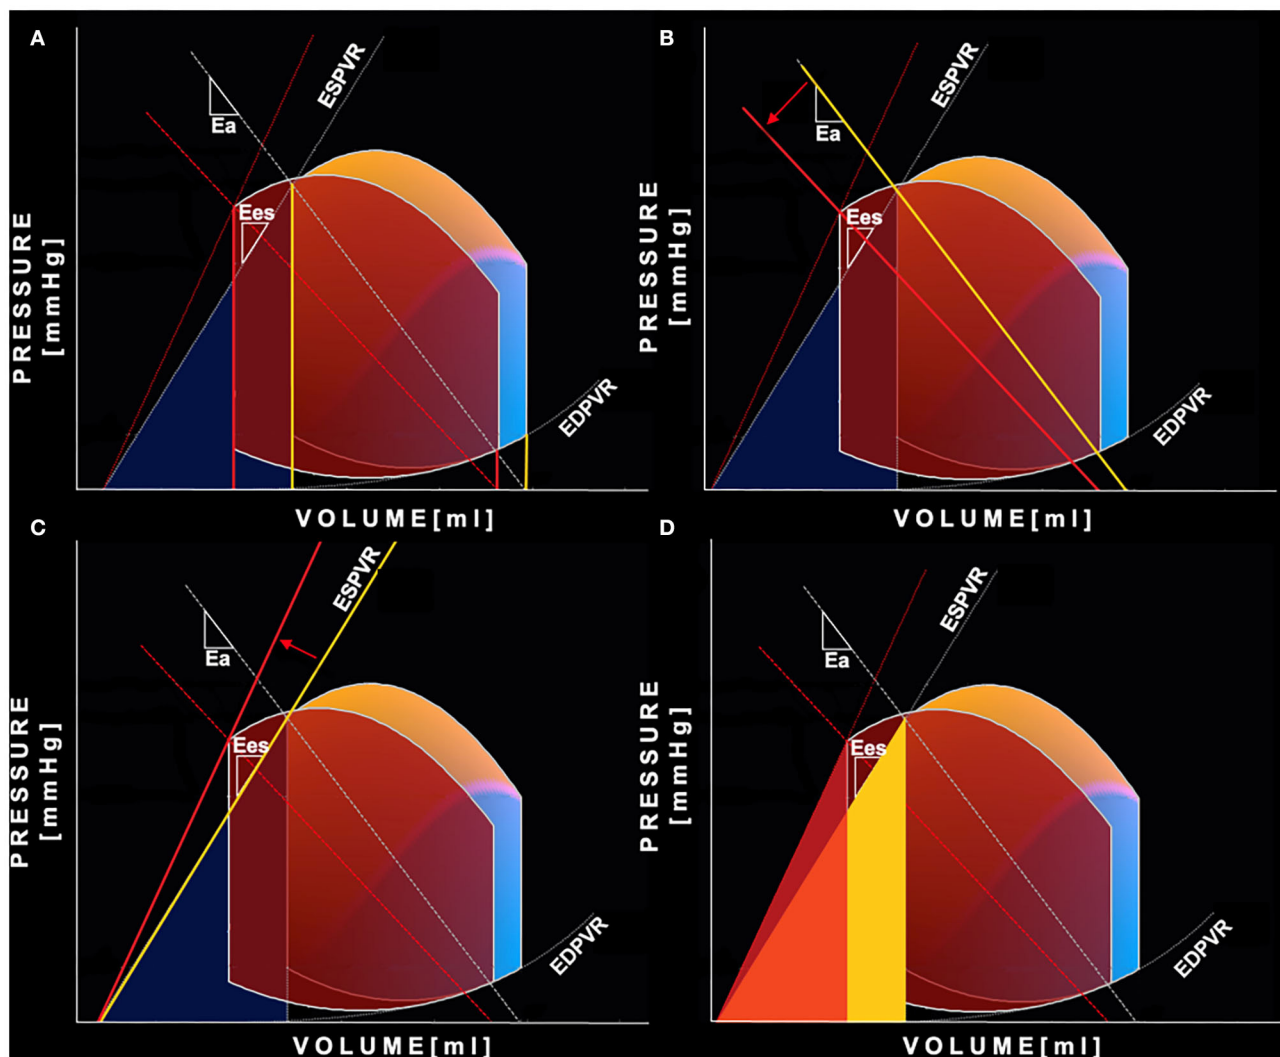 A
ESPVR
Ea
Ees
PRESSURE
[mmHg]
EDPVR
VOLUME[ml]
B
ESPVR
Ea
Ees
PRESSURE
[mmHg]
EDPVR
VOLUME[ml]
C
ESPVR
Ea
Ees
PRESSURE
[mmHg]
EDPVR
VOLUME[ml]
D
ESPVR
Ea
Ees
PRESSURE
[mmHg]
EDPVR
VOLUME[ml]